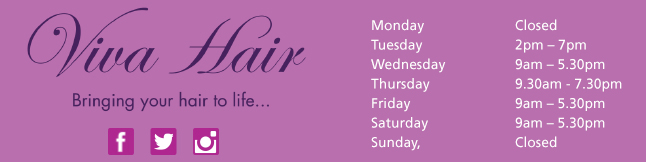 Viva Hair
Bringing your hair to life...
Monday Closed
Tuesday 2pm – 7pm
Wednesday 9am – 5.30pm
Thursday 9.30am - 7.30pm
Friday 9am – 5.30pm
Saturday 9am – 5.30pm
Sunday, Closed